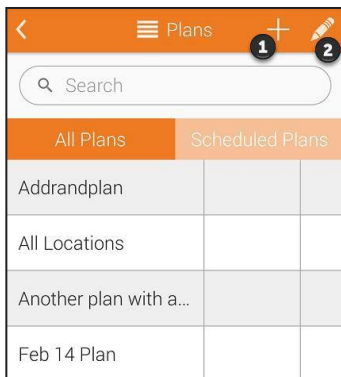 Plans
1
2
Search
All Plans Scheduled Plans
Addrandplan
All Locations
Another plan with a...
Feb 14 Plan